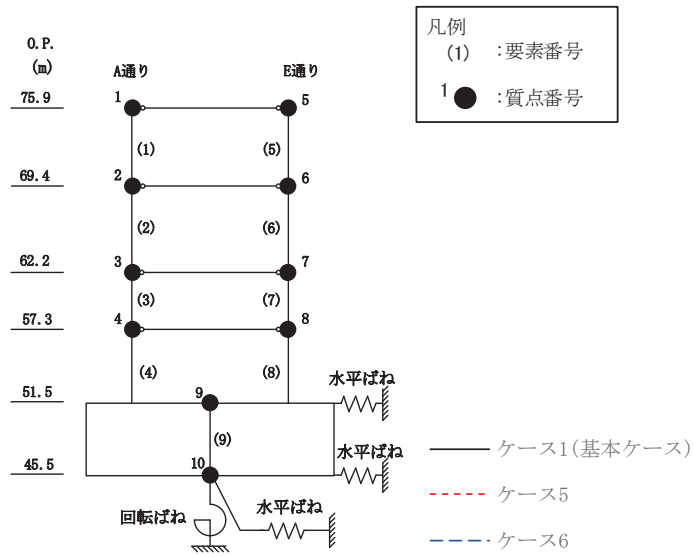 凡例
(1) :要素番号
1 :質点番号
O.P.
(m)
A通り E通り
75.9 1 5
(1) (5)
69.4 2 6
(2) (6)
62.2 3 7
(3) (7)
57.3 4 8
(4) (8)
水平ばね
51.5 9
(9)
水平ばね
45.5 10
回転ばね
水平ばね
ケース1(基本ケース)
ケース5
ケース6